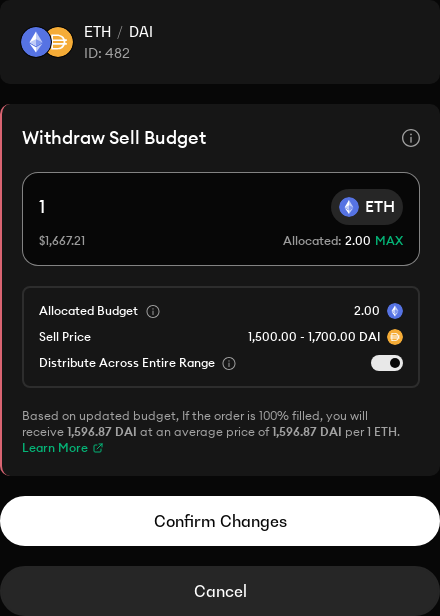 ETH / DAI
ID: 482
Withdraw Sell Budget
1
ETH
$1,667.21
Allocated: 2.00 MAX
Allocated Budget
2.00
Sell Price
1,500.00 - 1,700.00 DAI
Distribute Across Entire Range
Based on updated budget, If the order is 100% filled, you will
receive 1,596.87 DAI at an average price of 1,596.87 DAI per 1 ETH.
Learn More
Confirm Changes
Cancel